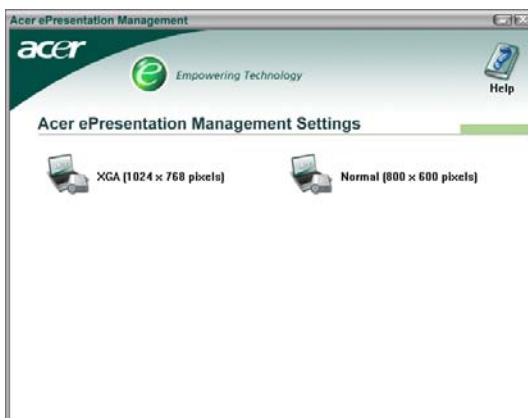 Acer ePresentation Management
acer
e Empowering Technology
Help
Acer ePresentation Management Settings
XGA (1024 x 768 pixels)
Normal (800 x 600 pixels)